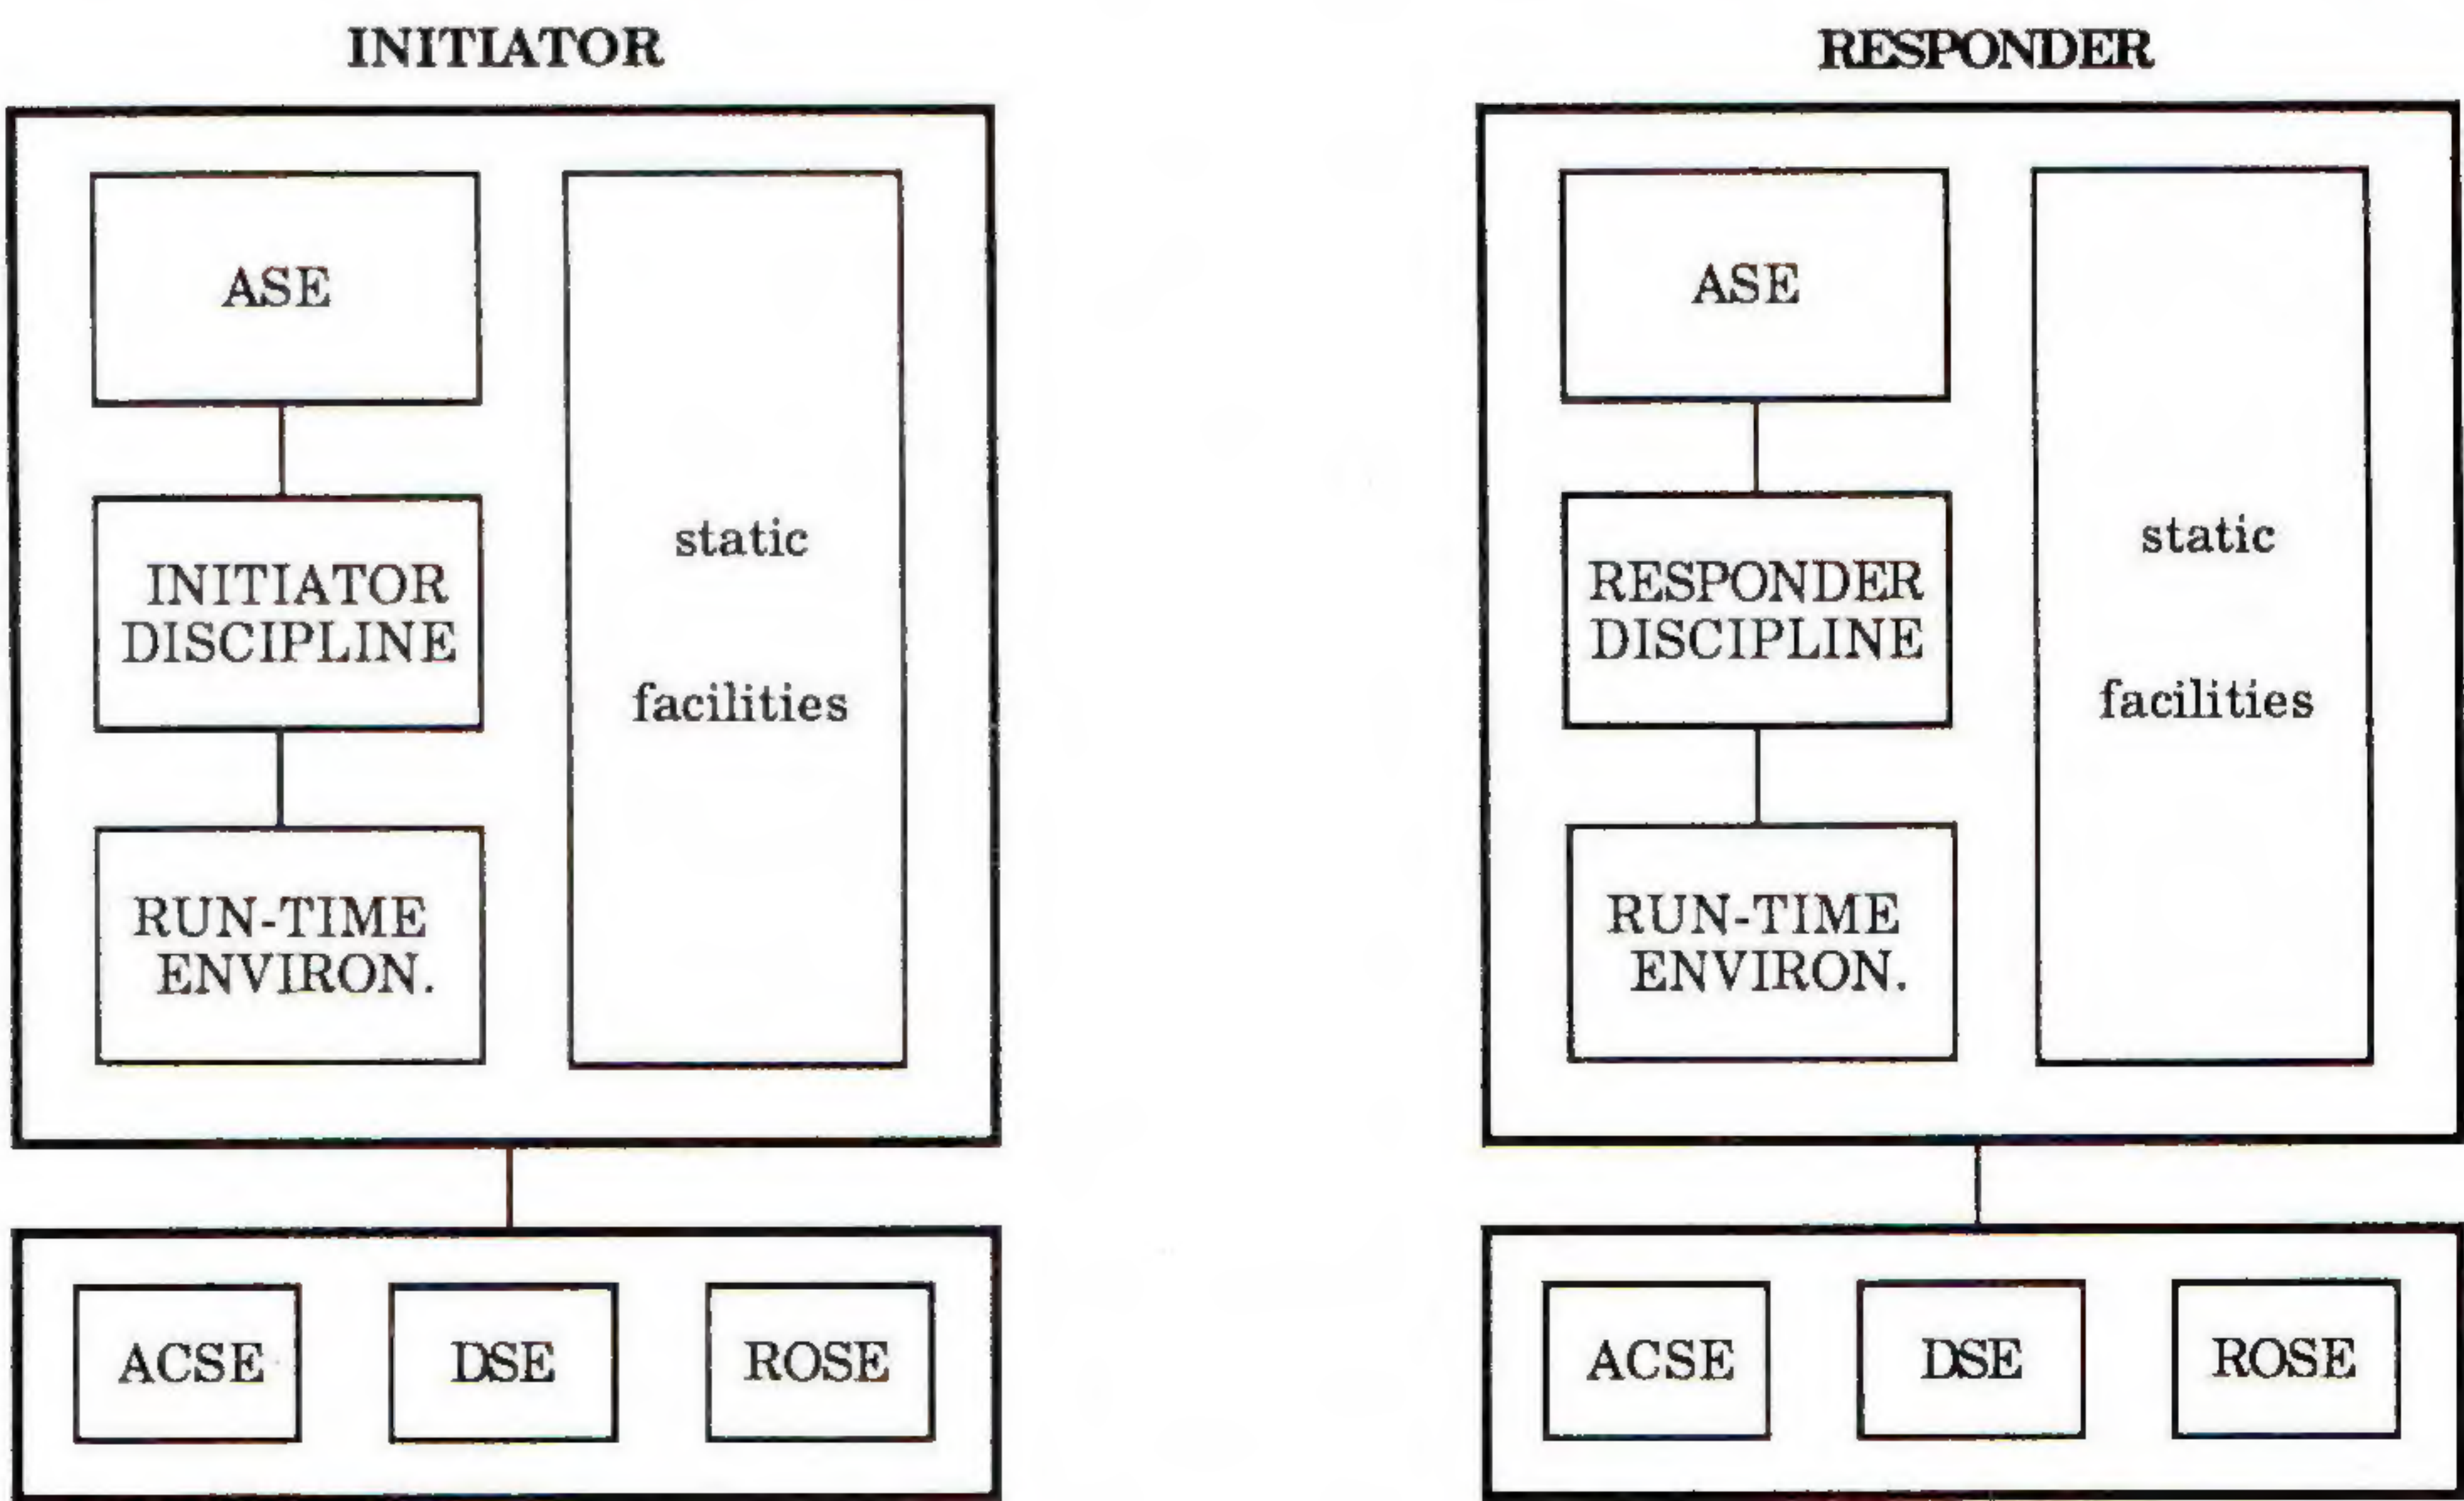 INITIATOR
ASE
INITIATOR
DISCIPLINE
RUN-TIME
ENVIRON.
static
facilities
ACSE
DSE
ROSE
RESPONDER
ASE
RESPONDER
DISCIPLINE
RUN-TIME
ENVIRON.
static
facilities
ACSE
DSE
ROSE